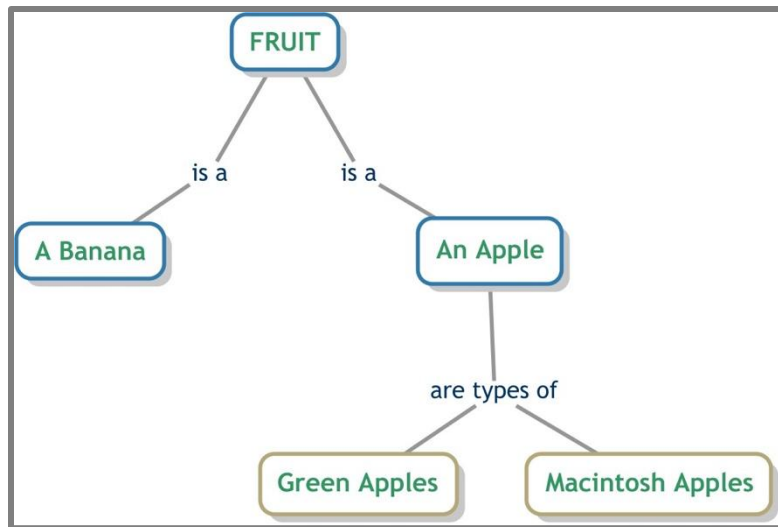 FRUIT
is a
is a
A Banana
An Apple
are types of
Green Apples
Macintosh Apples